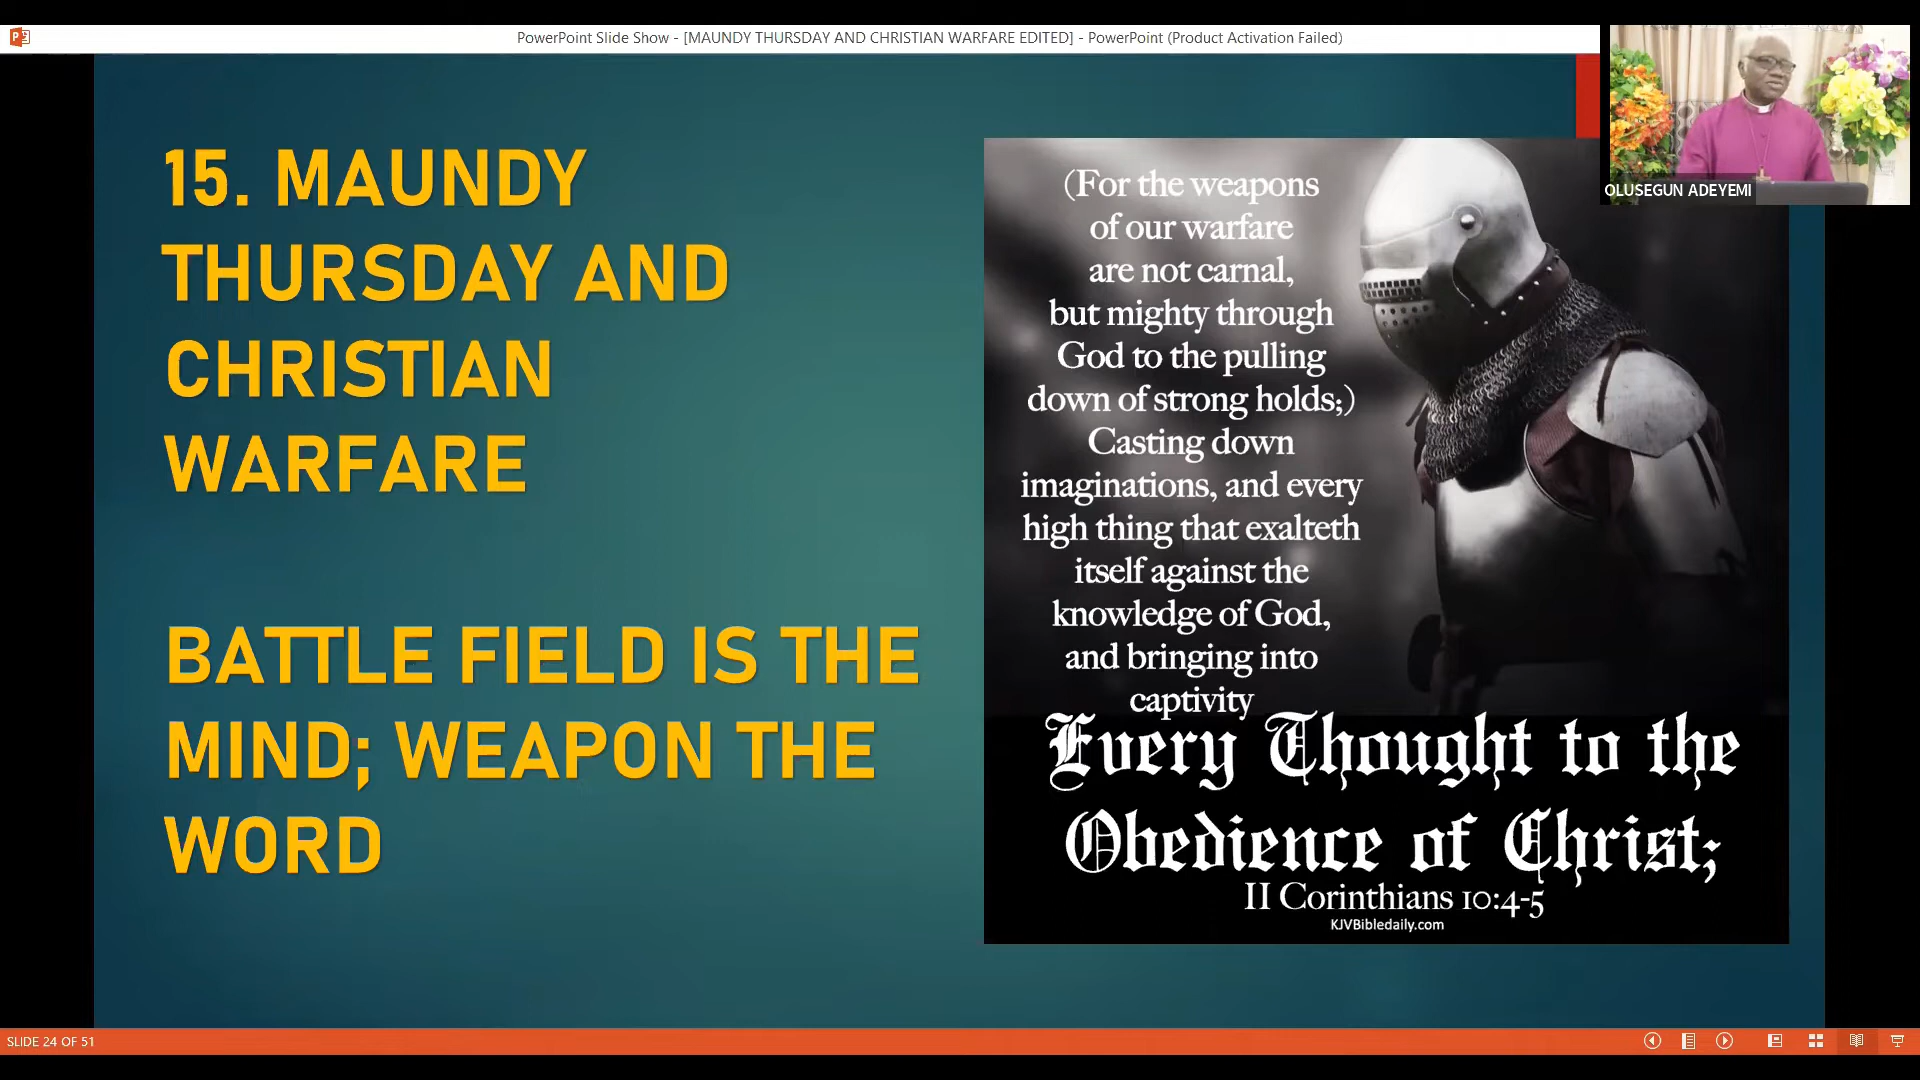 PowerPoint Slide Show - [MAUNDY THURSDAY AND CHRISTIAN WARFARE EDITED] - PowerPoint (Product Activation Failed)
OLUSEGUN ADEYEMI
15. MAUNDY
THURSDAY AND
CHRISTIAN
WARFARE
BATTLE FIELD IS THE
MIND; WEAPON THE
WORD
(For the weapons
of our warfare
are not carnal,
but mighty through
God to the pulling
down of strong holds;)
Casting down
imaginations, and every
high thing that exalteth
itself against the
knowledge of God,
and bringing into
captivity
Every Thought to the
Obedience of Christ;
II Corinthians 10:4-5
KJVBibledaily.com
SLIDE 24 OF 51